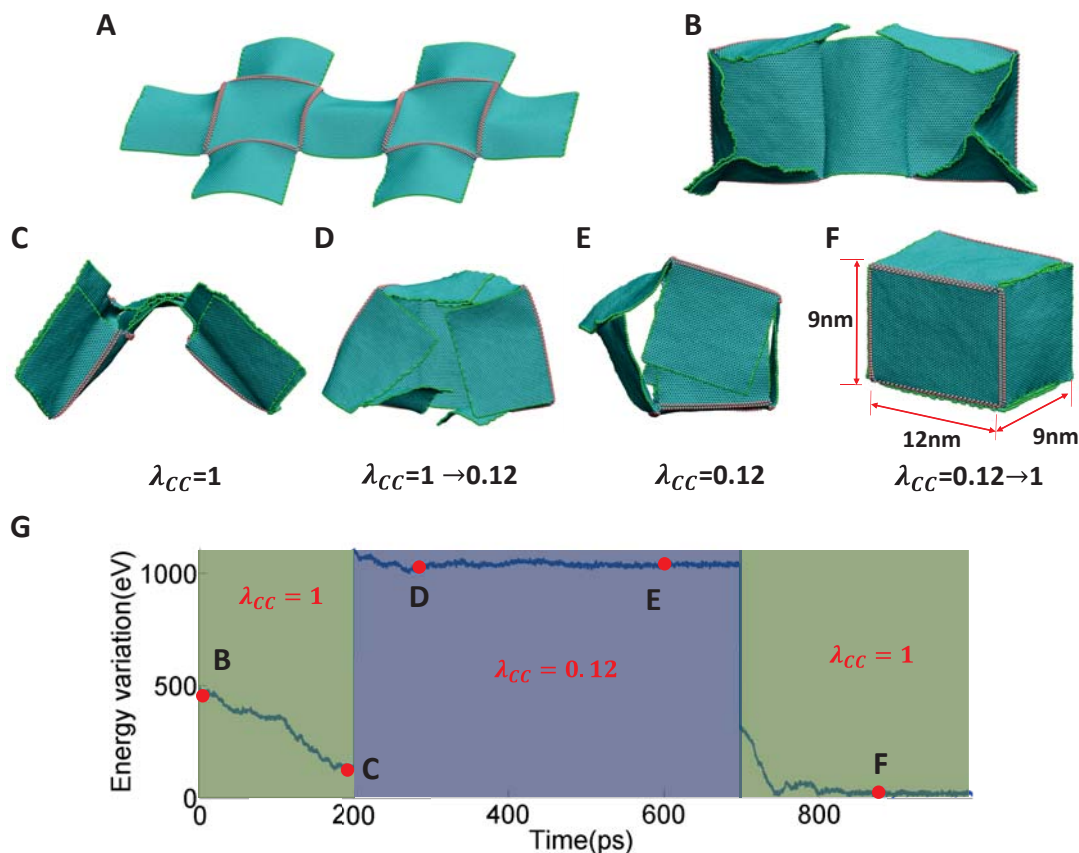 A
B
C
D
E
F
9nm
12nm
9nm
λCC=1
λCC=1 →0.12
λCC=0.12
λCC=0.12→1
G
Energy variation(eV)
1000
500
0
λCC = 1
λCC = 0.12
λCC = 1
B
C
D
E
F
0
200
400
600
800
Time(ps)